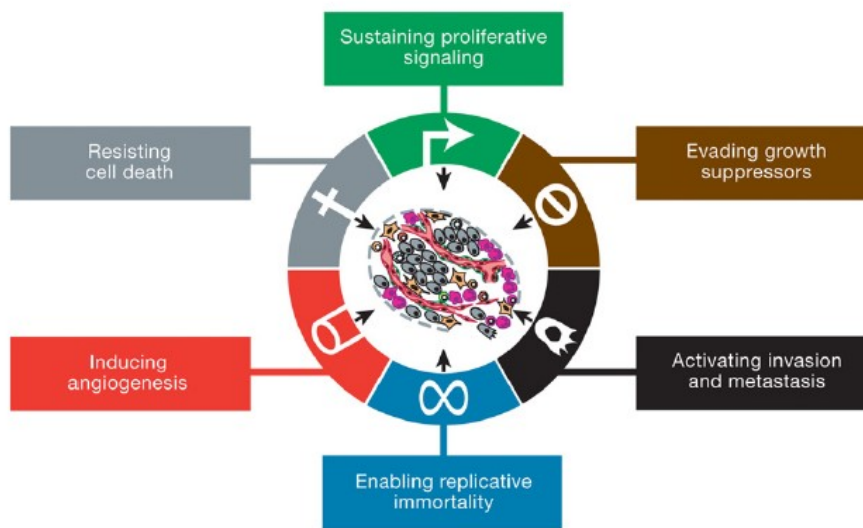 Sustaining proliferative
signaling
Resisting
cell death
Evading growth
suppressors
Inducing
angiogenesis
Activating invasion
and metastasis
Enabling replicative
immortality